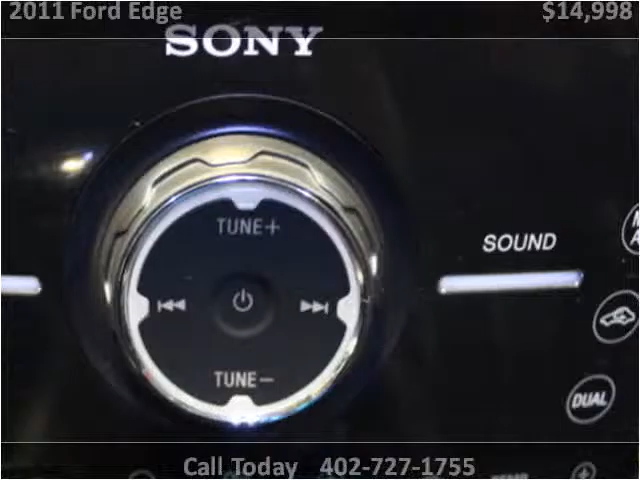 2011 Ford Edge $14,998
SONY
TUNE+
SOUND
TUNE-
DUAL
Call Today 402-727-1755